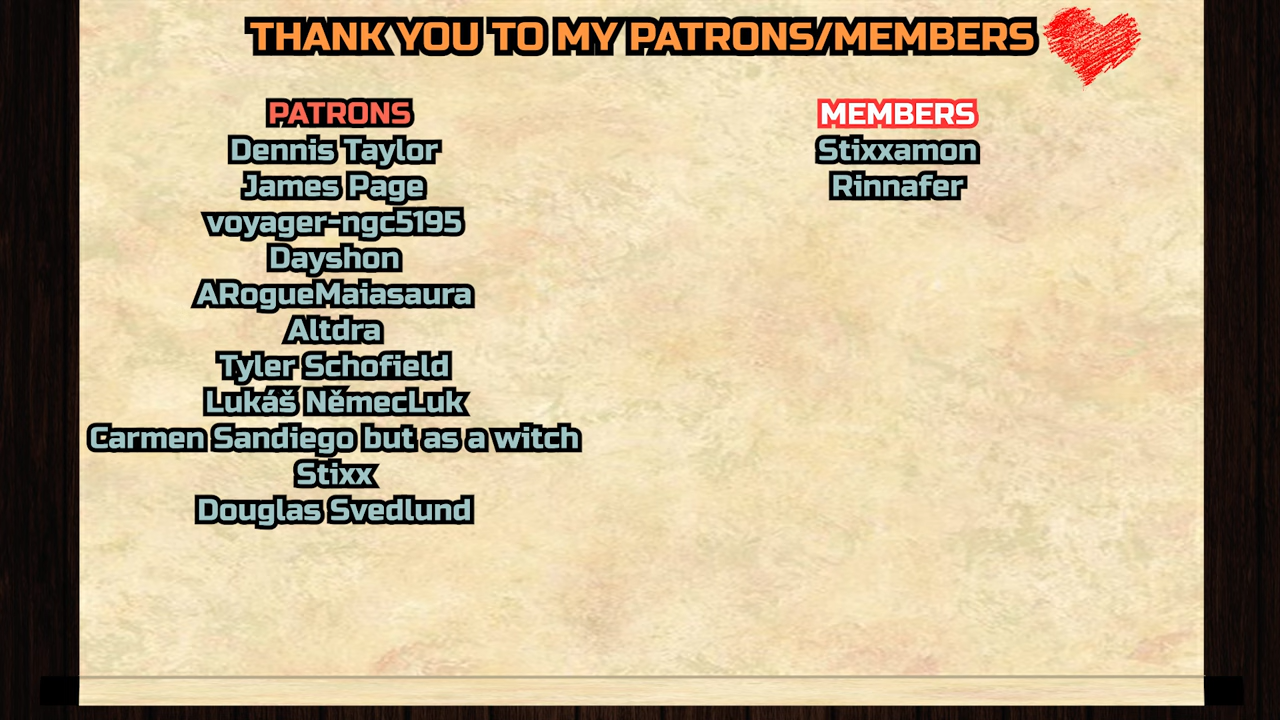 THANK YOU TO MY PATRONS/MEMBERS
PATRONS
Dennis Taylor
James Page
voyager-ngc5195
Dayshon
ARogueMaiasaura
Altdra
Tyler Schofield
Lukáš NěmecLuk
Carmen Sandiego but as a witch
Stixx
Douglas Svedlund
MEMBERS
Stixxamon
Rinnafer